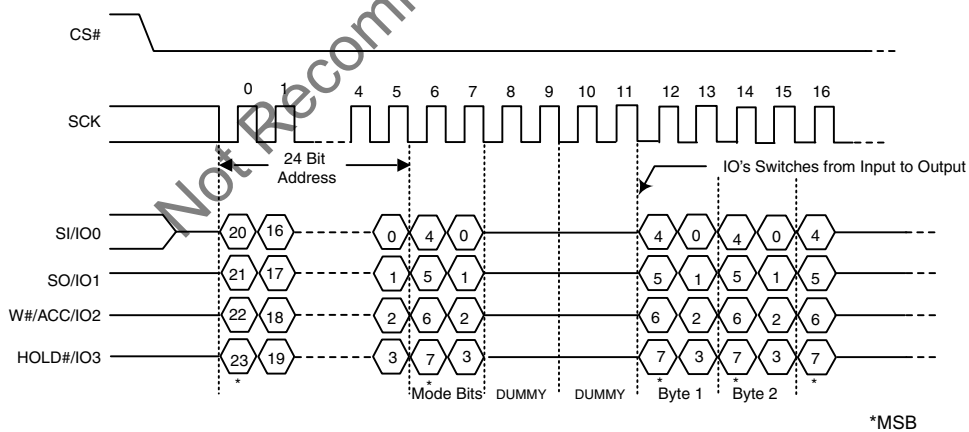 CS#
0 1 4 5 6 7 8 9 10 11 12 13 14 15 16
SCK
24 Bit
Address
IO's Switches from Input to Output
SI/IO0 20 16 0 4 0 4 0 4 0 4
SO/IO1 21 17 1 5 1 5 1 5 1 5
W#/ACC/IO2 22 18 2 6 2 6 2 6 2 6
HOLD#/IO3 23 19 3 7 3 7 3 7 3 7
* * * * *
Mode Bits DUMMY DUMMY Byte 1 Byte 2
*MSB
Not Recom